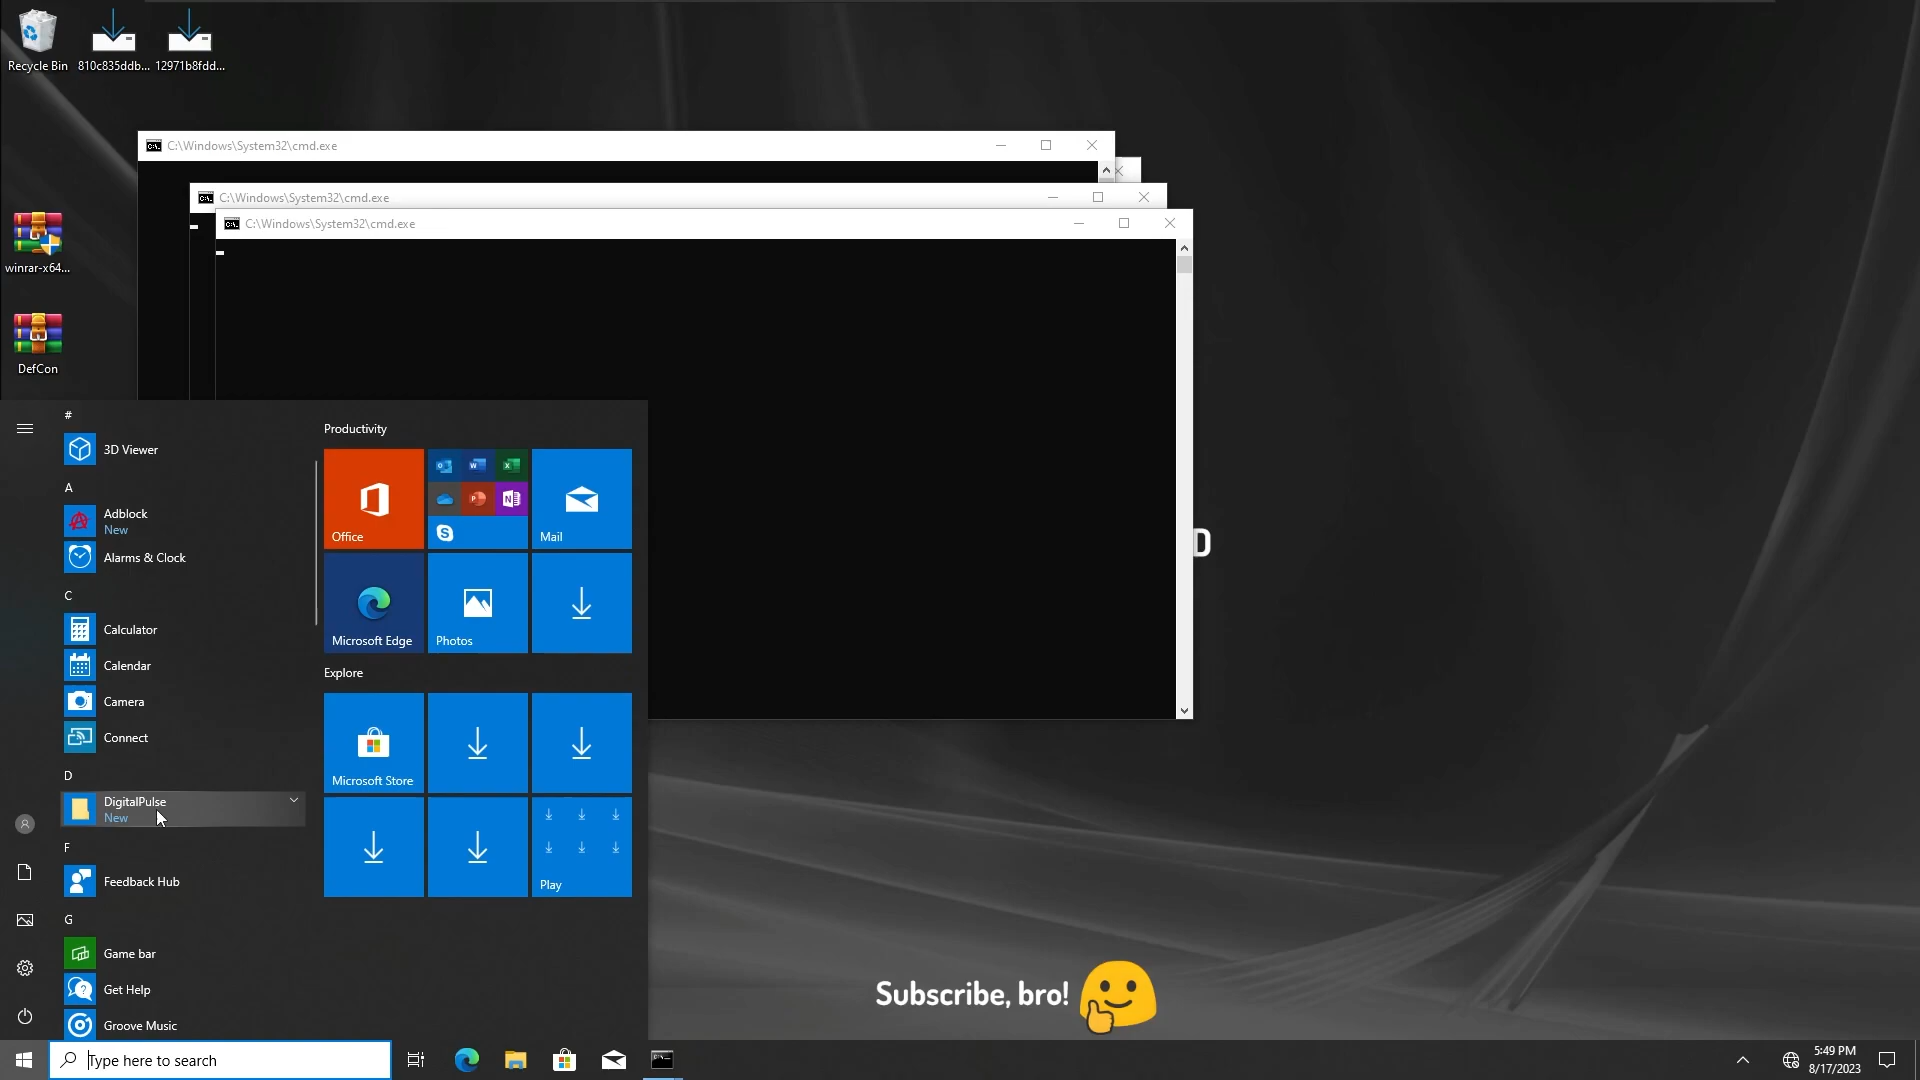 Recycle Bin
810c835ddb...
12971b8fdd...
C:\Windows\System32\cmd.exe
C:\Windows\System32\cmd.exe
C:\Windows\System32\cmd.exe
winrar-x64...
DefCon
D
#
3D Viewer
A
Adblock
New
Alarms & Clock
C
Calculator
Calendar
Camera
Connect
D
DigitalPulse
New
F
Feedback Hub
G
Game bar
Get Help
Groove Music
Productivity
Office
Mail
Microsoft Edge
Photos
Explore
Microsoft Store
Play
Subscribe, bro!
Type here to search
5:49 PM
8/17/2023